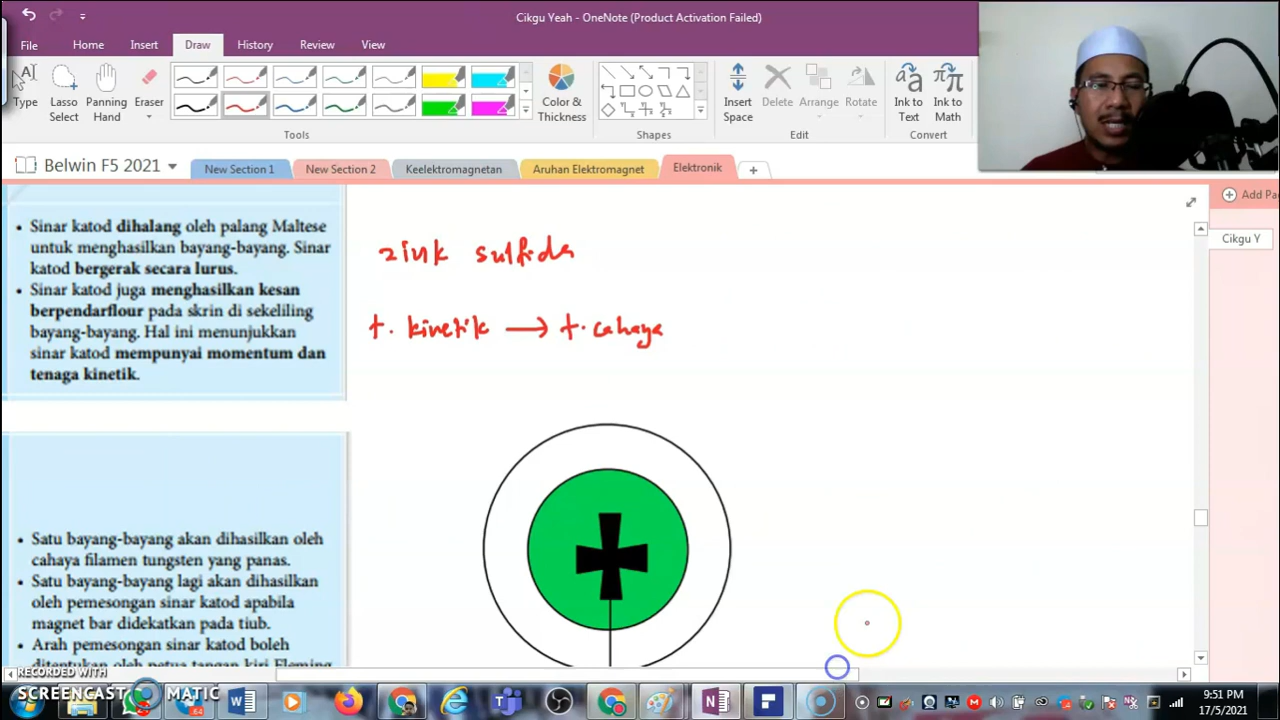 Cikgu Yeah - OneNote (Product Activation Failed)
File Home Insert Draw History Review View
Type
Lasso Select
Panning Hand
Eraser
Color & Thickness
Insert Space
Delete
Arrange
Rotate
Ink to Text
Ink to Math
Tools Shapes Edit Convert
Belwin F5 2021 New Section 1 New Section 2 Keelektromagnetan Aruhan Elektromagnet Elektronik
Add Pa
Cikgu Y
• Sinar katod dihalang oleh palang Maltese
untuk menghasilkan bayang-bayang. Sinar
katod bergerak secara lurus.
• Sinar katod juga menghasilkan kesan
berpendarflour pada skrin di sekeliling
bayang-bayang. Hal ini menunjukkan
sinar katod mempunyai momentum dan
tenaga kinetik.
zink sulfida
t. kinetik → t. cahaya
• Satu bayang-bayang akan dihasilkan oleh
cahaya filamen tungsten yang panas.
• Satu bayang-bayang lagi akan dihasilkan
oleh pemesongan sinar katod apabila
magnet bar didekatkan pada tiub.
• Arah pemesongan sinar katod boleh
ditentukan oleh petua tangan kiri Fleming
RECORDED WITH
SCREENCAST MATIC
9:51 PM
17/5/2021